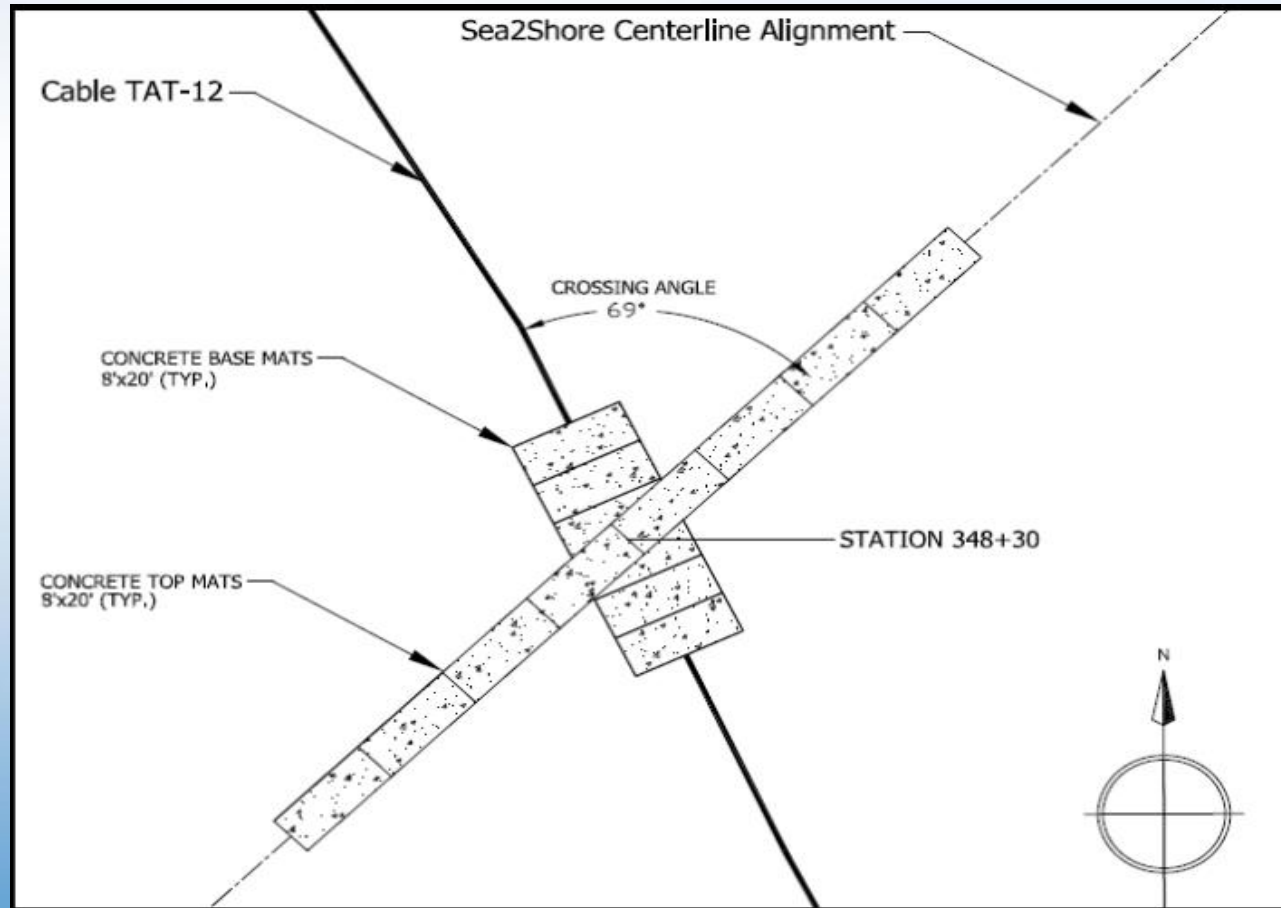 Sea2Shore Centerline Alignment
Cable TAT-12
CROSSING ANGLE
69°
CONCRETE BASE MATS
8'x20' (TYP.)
STATION 348+30
CONCRETE TOP MATS
8'x20' (TYP.)
N